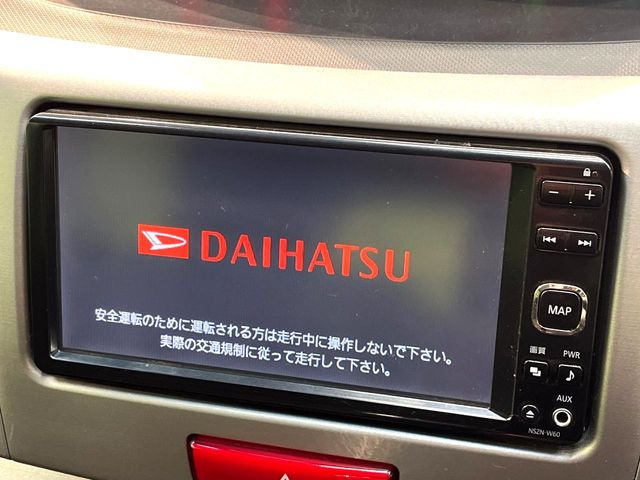 DAIHATSU
安全運転のために運転される方は走行中に操作しないで下さい。
実際の交通規制に従って走行して下さい。
− +
MAP
画質 PWR
AUX
NSZN-W60